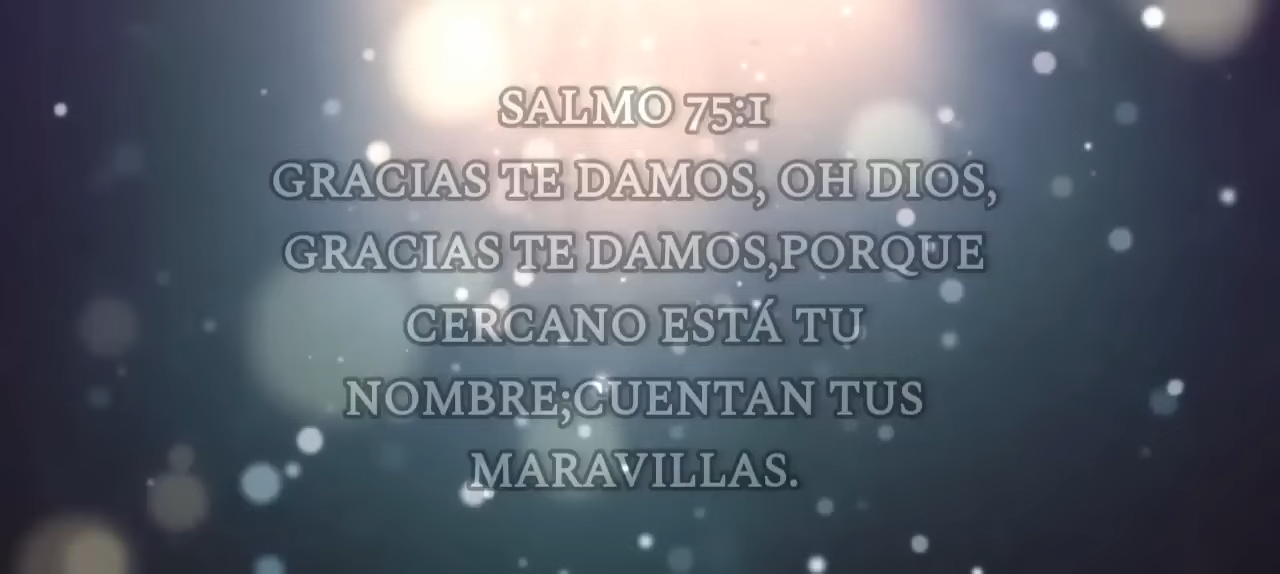 SALMO 75:1
GRACIAS TE DAMOS, OH DIOS,
GRACIAS TE DAMOS,PORQUE
CERCANO ESTÁ TU
NOMBRE;CUENTAN TUS
MARAVILLAS.